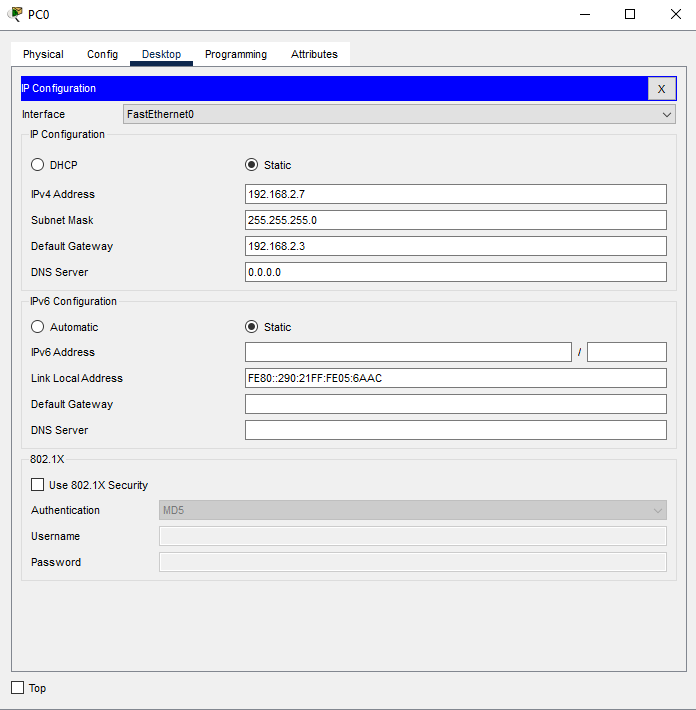 PC0
Physical Config Desktop Programming Attributes
IP Configuration X
Interface FastEthernet0
IP Configuration
DHCP Static
IPv4 Address 192.168.2.7
Subnet Mask 255.255.255.0
Default Gateway 192.168.2.3
DNS Server 0.0.0.0
IPv6 Configuration
Automatic Static
IPv6 Address /
Link Local Address FE80::290:21FF:FE05:6AAC
Default Gateway
DNS Server
802.1X
Use 802.1X Security
Authentication MD5
Username
Password
Top